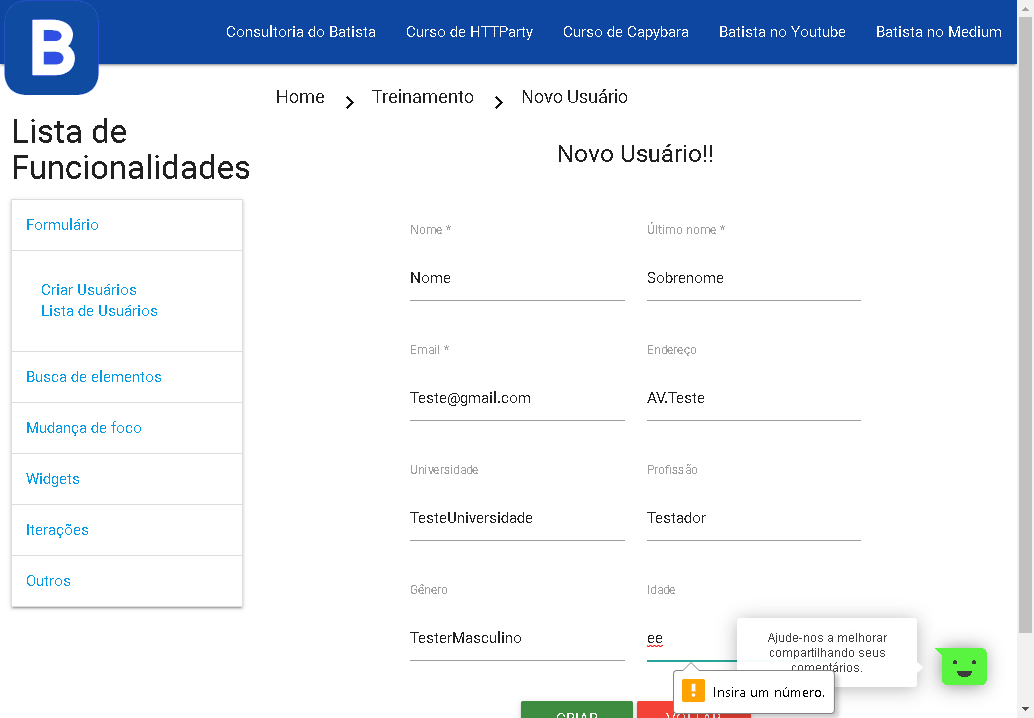 B
Consultoria do Batista Curso de HTTParty Curso de Capybara Batista no Youtube Batista no Medium
Home Treinamento Novo Usuário
Lista de
Funcionalidades
Formulário
Criar Usuários
Lista de Usuários
Busca de elementos
Mudança de foco
Widgets
Iterações
Outros
Novo Usuário!!
Nome * Último nome *
Nome Sobrenome
Email * Endereço
Teste@gmail.com AV.Teste
Universidade Profissão
TesteUniversidade Testador
Gênero Idade
TesterMasculino ee
Ajude-nos a melhorar
compartilhando seus
comentários.
Insira um número.
CRIAR VOLTAR